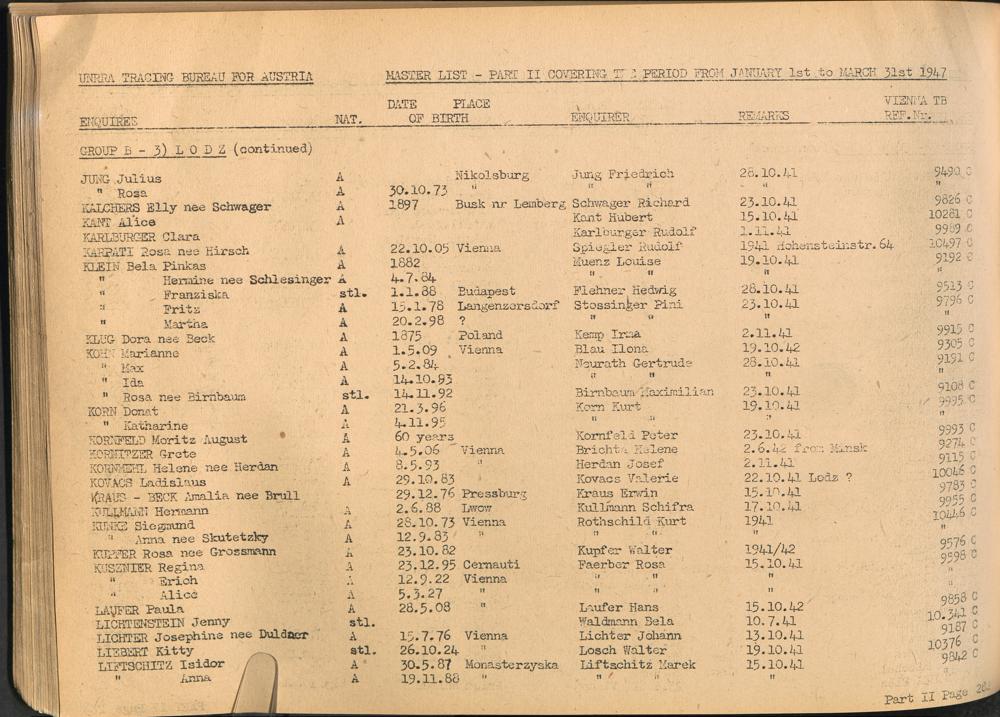 UNRRA TRACING BUREAU FOR AUSTRIA MASTER LIST - PART II COVERING PERIOD FROM JANUARY 1st to MARCH 31st 1947
DATE PLACE VIENNA TB
ENQUIREE NAT. OF BIRTH ENQUIRER REMARKS REF.Nr.
GROUP B - 3) L O D Z (continued)
JUNG Julius A Nikolsburg Jung Friedrich 28.10.41 9490 C
" Rosa A 30.10.73 " " " " "
KALCHERS Elly nee Schwager A 1897 Busk nr Lemberg Schwager Richard 23.10.41 9826 C
KANT Alice A Kant Hubert 15.10.41 10281 C
KARLBURGER Clara Karlburger Rudolf 1.11.41 9989 C
KARPATI Rosa nee Hirsch A 22.10.05 Vienna Spiegler Rudolf 1941 Hohensteinstr.64 10497 C
KLEIN Bela Pinkas A 1882 Muenz Louise 19.10.41 9192 C
" Hermine nee Schlesinger A 4.7.84 " " " "
" Franziska stl. 1.1.88 Budapest Flehner Hedwig 28.10.41 9513 C
" Fritz A 15.1.78 Langenzersdorf Stossinger Pini 23.10.41 9796 C
" Martha A 20.2.98 ? " " " "
KLUG Dora nee Beck A 1875 Poland Kemp Irma 2.11.41 9915 C
KOHN Marianne A 1.5.09 Vienna Blau Ilona 19.10.42 9305 C
" Max A 5.2.84 Neurath Gertrude 28.10.41 9191 C
" Ida A 14.10.93 " " " "
" Rosa nee Birnbaum stl. 14.11.92 Birnbaum Maximilian 23.10.41 9108 C
KORN Donat A 21.3.96 Korn Kurt 19.10.41 9995 C
" Katharine A 4.11.95 " " " "
KORNFELD Moritz August A 60 years Kornfeld Peter 23.10.41 9993 C
KORNITZER Grete A 4.5.06 Vienna Brichta Helene 2.6.42 from Minsk 9274 C
KORNMEHL Helene nee Herdan A 8.5.93 " Herdan Josef 2.11.41 9115 C
KOVACS Ladislaus A 29.10.83 Kovacs Valerie 22.10.41 Lodz ? 10046 C
KRAUS - BECK Amalia nee Brull 29.12.76 Pressburg Kraus Erwin 15.10.41 9783 C
KULLMANN Hermann A 2.6.88 Lwow Kullmann Schifra 17.10.41 9955 C
KUNKE Siegmund A 28.10.73 Vienna Rothschild Kurt 1941 10446 C
" Anna nee Skutetzky A 12.9.83 " " " "
KUPFER Rosa nee Grossmann A 23.10.82 Kupfer Walter 1941/42 9576 C
KUSZNIER Regina A 23.12.95 Cernauti Faerber Rosa 15.10.41 9598 C
" Erich A 12.9.22 Vienna " " " "
" Alice A 5.3.27 " " " " "
LAUFER Paula A 28.5.08 " Laufer Hans 15.10.42 9858 C
LICHTENSTEIN Jenny stl. Waldmann Bela 10.7.41 10.341 C
LICHTER Josephine nee Duldner A 15.7.76 Vienna Lichter Johann 13.10.41 9187 C
LIEBERT Kitty stl. 26.10.24 " Losch Walter 19.10.41 10376 C
LIFTSCHITZ Isidor A 30.5.87 Monasterzyska Liftschitz Marek 15.10.41 9842 C
" Anna A 19.11.88 " " " "
Part II Page